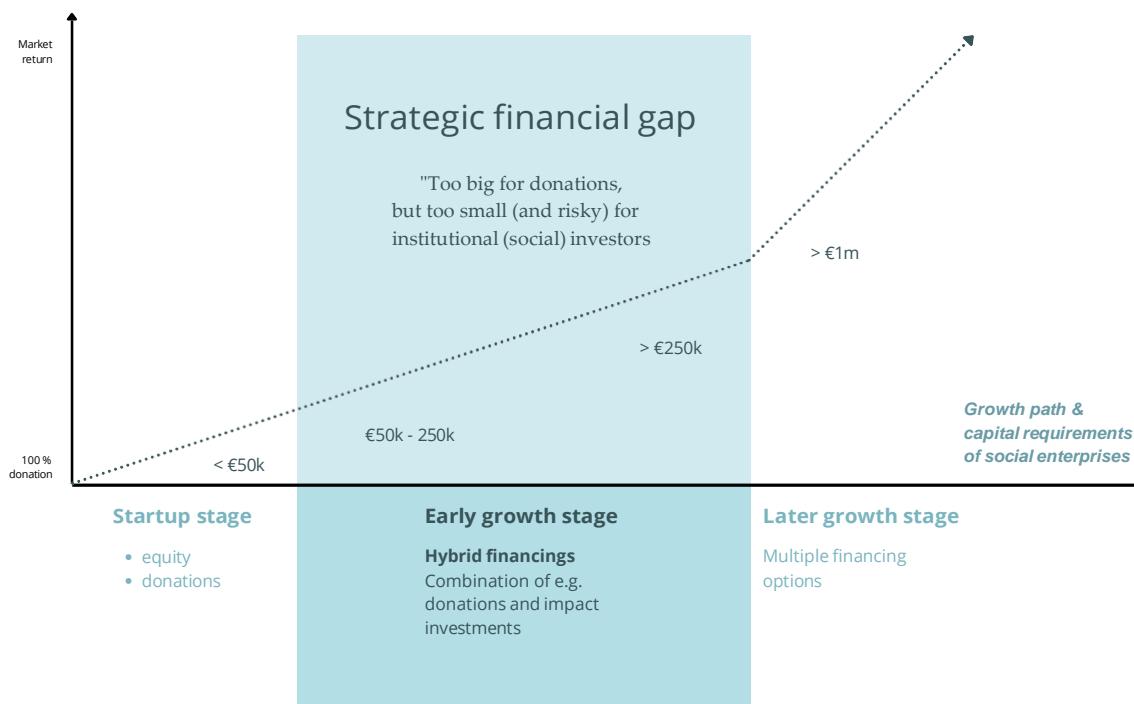 Market
return
Strategic financial gap
"Too big for donations,
but too small (and risky) for
institutional (social) investors
> €1m
> €250k
€50k - 250k
< €50k
Growth path &
capital requirements
of social enterprises
100 %
donation
Startup stage
• equity
• donations
Early growth stage
Hybrid financings
Combination of e.g.
donations and impact
investments
Later growth stage
Multiple financing
options